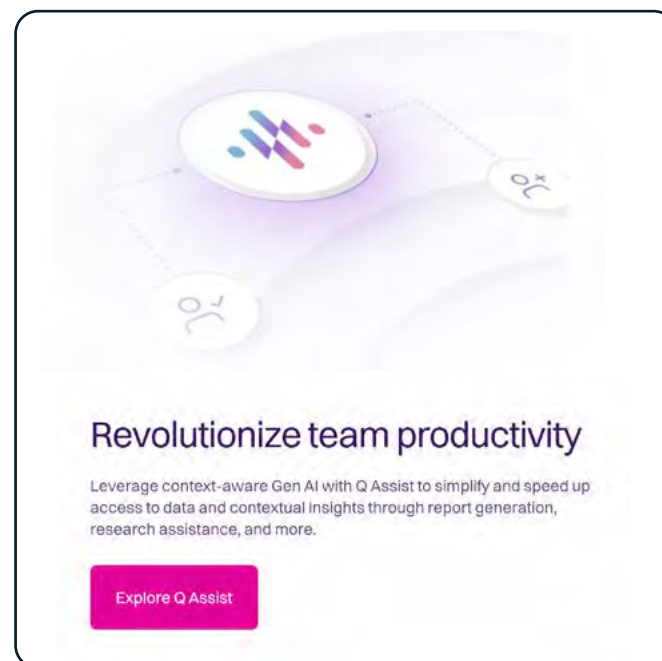 Revolutionize team productivity
Leverage context-aware Gen AI with Q Assist to simplify and speed up
access to data and contextual insights through report generation,
research assistance, and more.
Explore Q Assist